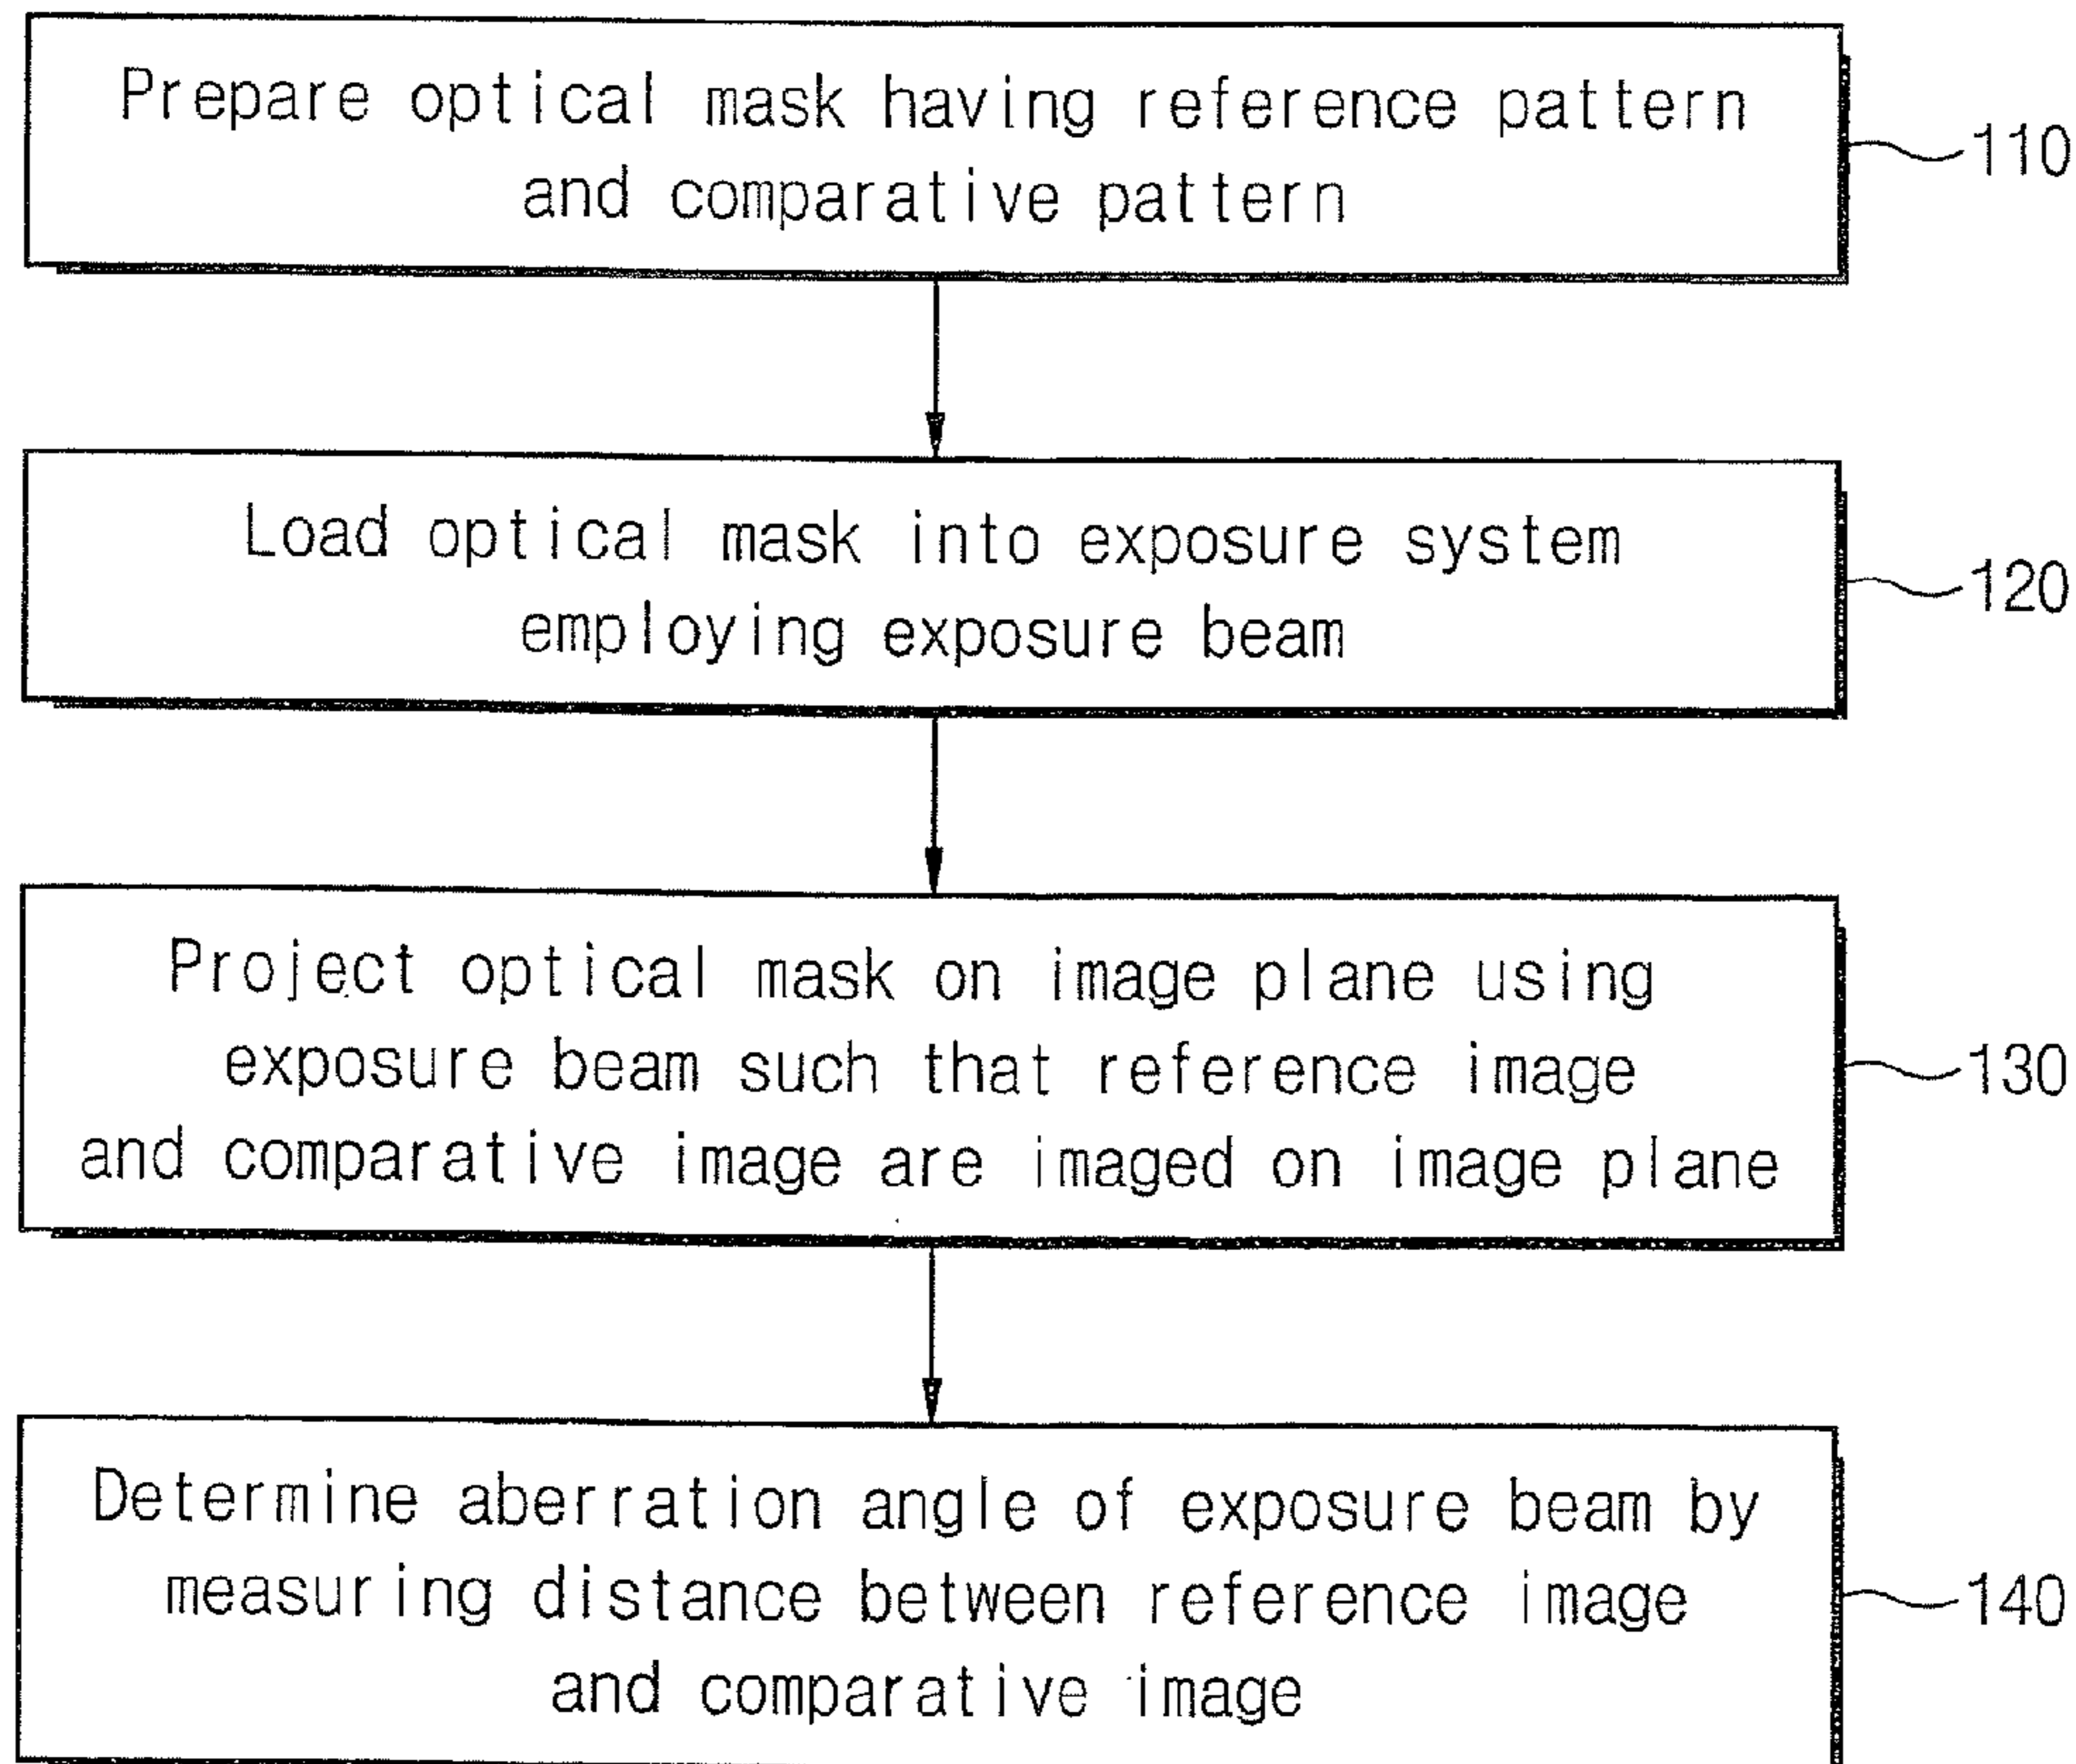 Prepare optical mask having reference pattern
and comparative pattern
110
Load optical mask into exposure system
employing exposure beam
120
Project optical mask on image plane using
exposure beam such that reference image
and comparative image are imaged on image plane
130
Determine aberration angle of exposure beam by
measuring distance between reference image
and comparative image
140